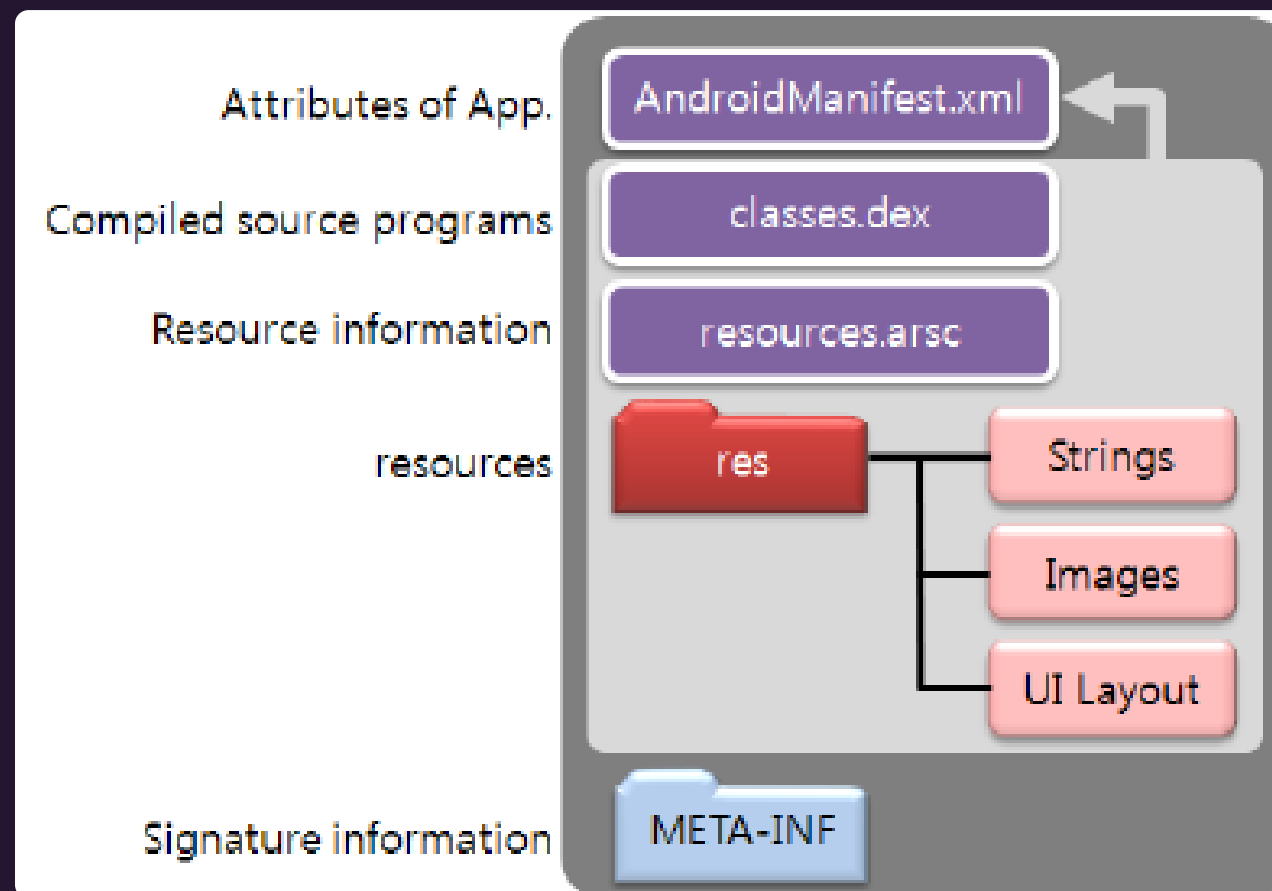 Attributes of App. AndroidManifest.xml
Compiled source programs classes.dex
Resource information resources.arsc
resources res Strings
Images
UI Layout
Signature information META-INF